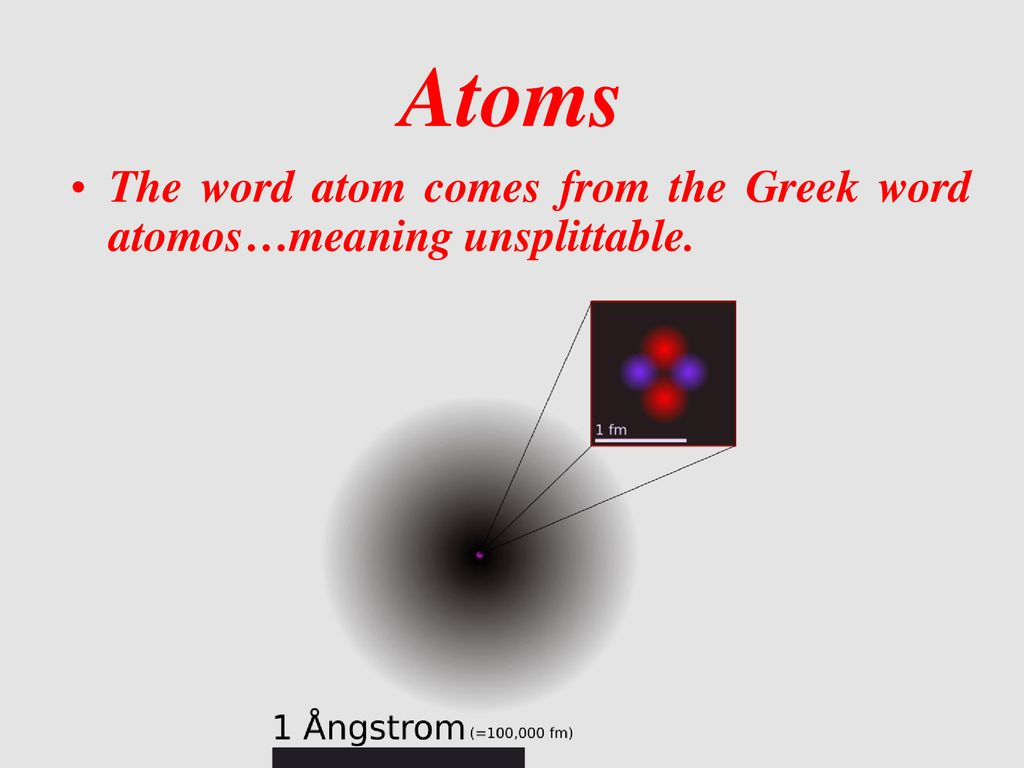 Atoms
• The word atom comes from the Greek word
atomos…meaning unsplittable.
1 fm
1 Ångstrom (=100,000 fm)